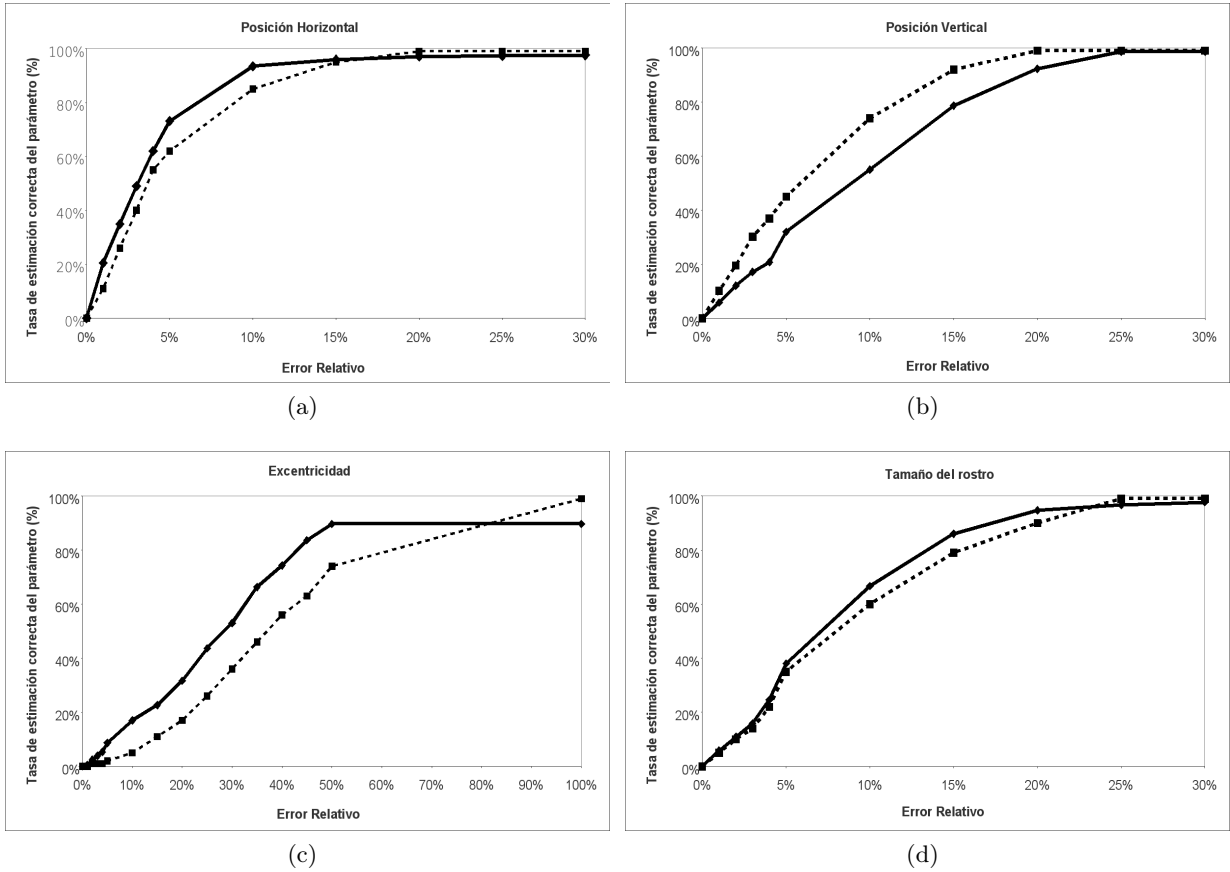 Posición Horizontal
Tasa de estimación correcta del parámetro (%)
100%
80%
60%
40%
20%
0%
0% 5% 10% 15% 20% 25% 30%
Error Relativo
(a)
Posición Vertical
Tasa de estimación correcta del parámetro (%)
100%
80%
60%
40%
20%
0%
0% 5% 10% 15% 20% 25% 30%
Error Relativo
(b)
Excentricidad
Tasa de estimación correcta del parámetro (%)
100%
80%
60%
40%
20%
0%
0% 10% 20% 30% 40% 50% 60% 70% 80% 90% 100%
Error Relativo
(c)
Tamaño del rostro
Tasa de estimación correcta del parámetro (%)
100%
80%
60%
40%
20%
0%
0% 5% 10% 15% 20% 25% 30%
Error Relativo
(d)